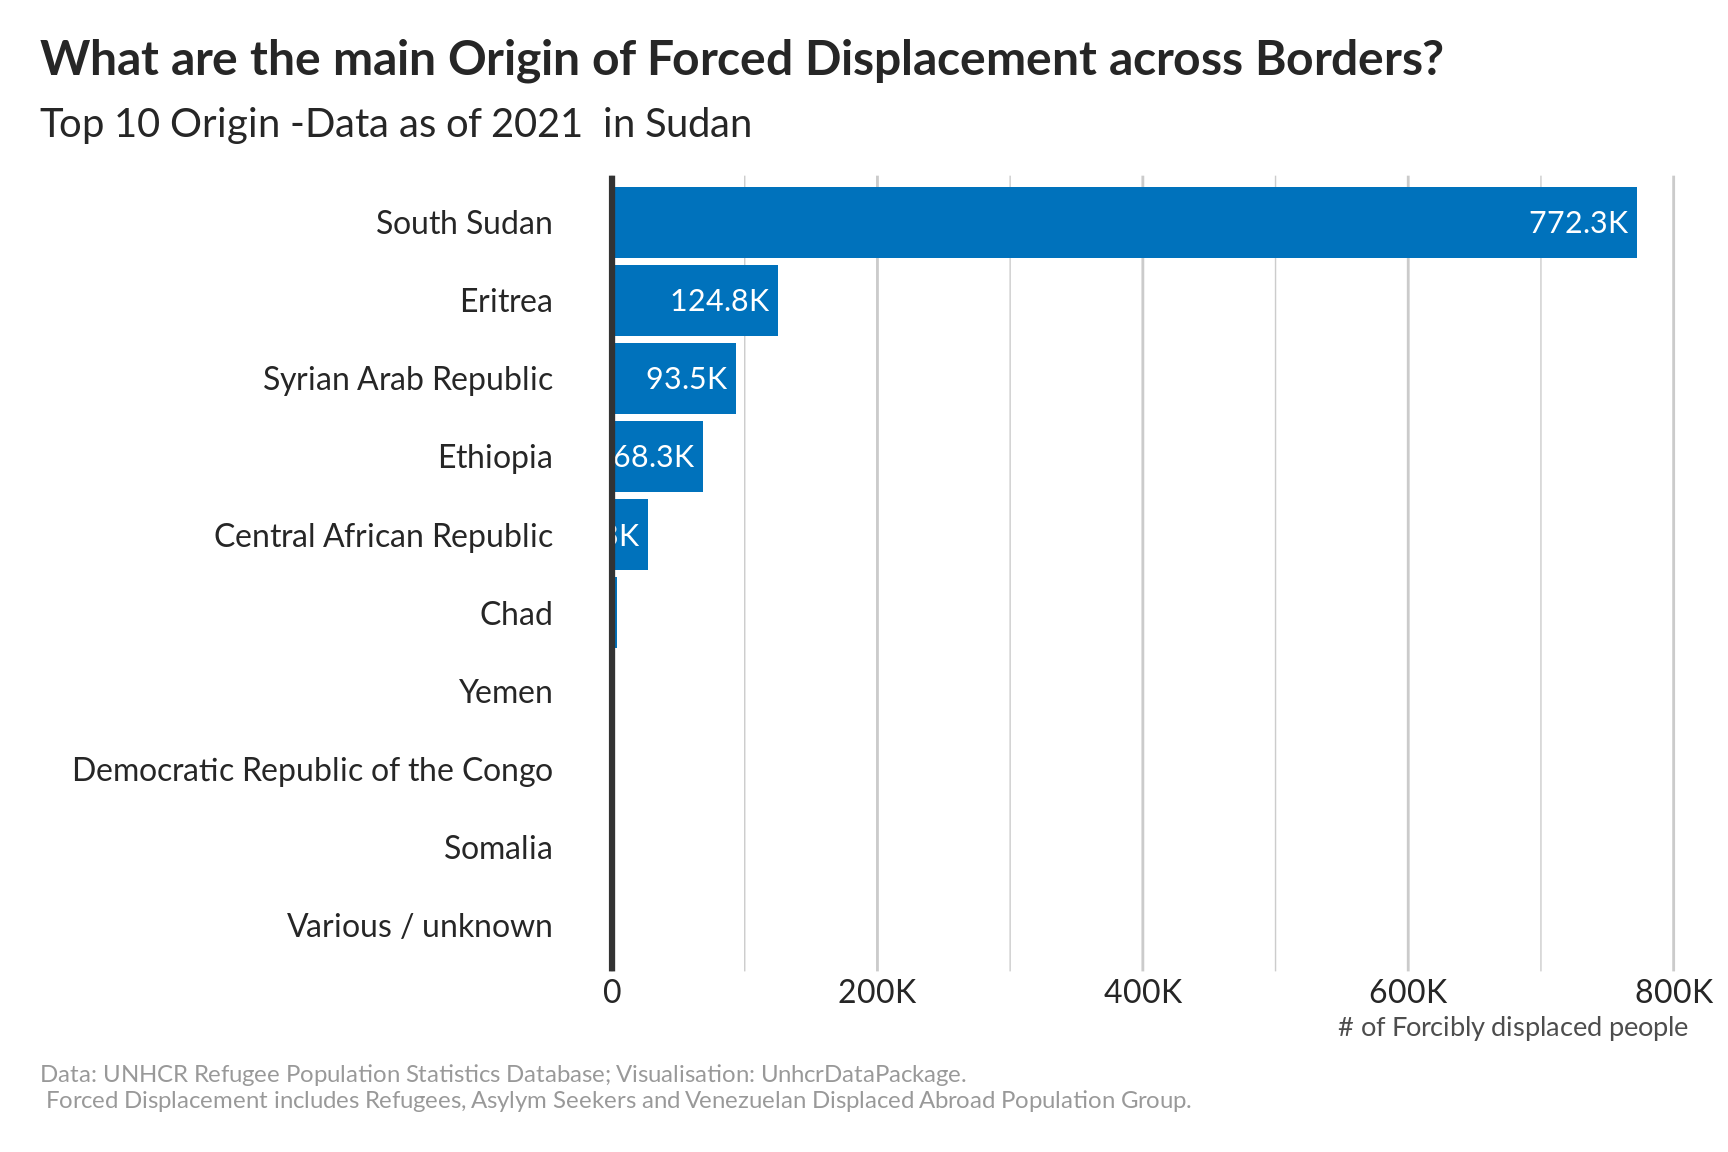 What are the main Origin of Forced Displacement across Borders?
Top 10 Origin -Data as of 2021  in Sudan
South Sudan
772.3K
Eritrea
124.8K
Syrian Arab Republic
93.5K
Ethiopia
68.3K
Central African Republic
Chad
Yemen
Democratic Republic of the Congo
Somalia
Various / unknown
0 200K 400K 600K 800K
# of Forcibly displaced people
Data: UNHCR Refugee Population Statistics Database; Visualisation: UnhcrDataPackage.
Forced Displacement includes Refugees, Asylym Seekers and Venezuelan Displaced Abroad Population Group.